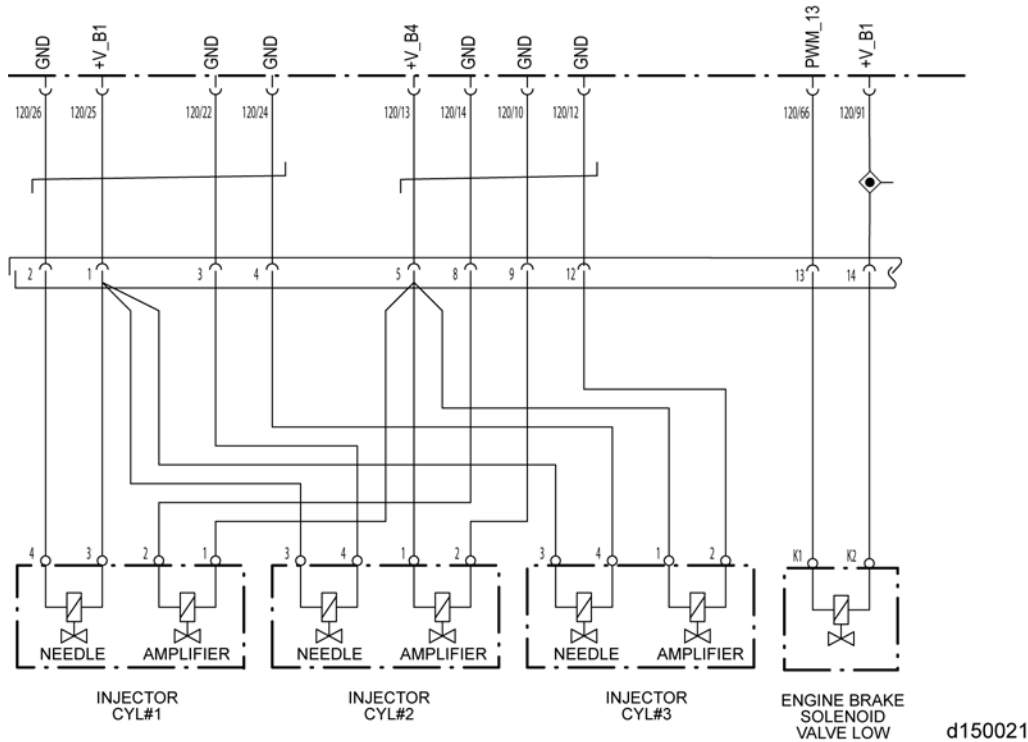 GND +V_B1 GND GND +V_B4 GND GND GND PWM_13 +V_B1
120/26 120/25 120/22 120/24 120/13 120/14 120/10 120/12 120/66 120/91
2 1 3 4 5 8 9 12 13 14
4 3 2 1 3 4 1 2 3 4 1 2 K1 K2
NEEDLE AMPLIFIER NEEDLE AMPLIFIER NEEDLE AMPLIFIER
INJECTOR
CYL#1
INJECTOR
CYL#2
INJECTOR
CYL#3
ENGINE BRAKE
SOLENOID
VALVE LOW
d150021